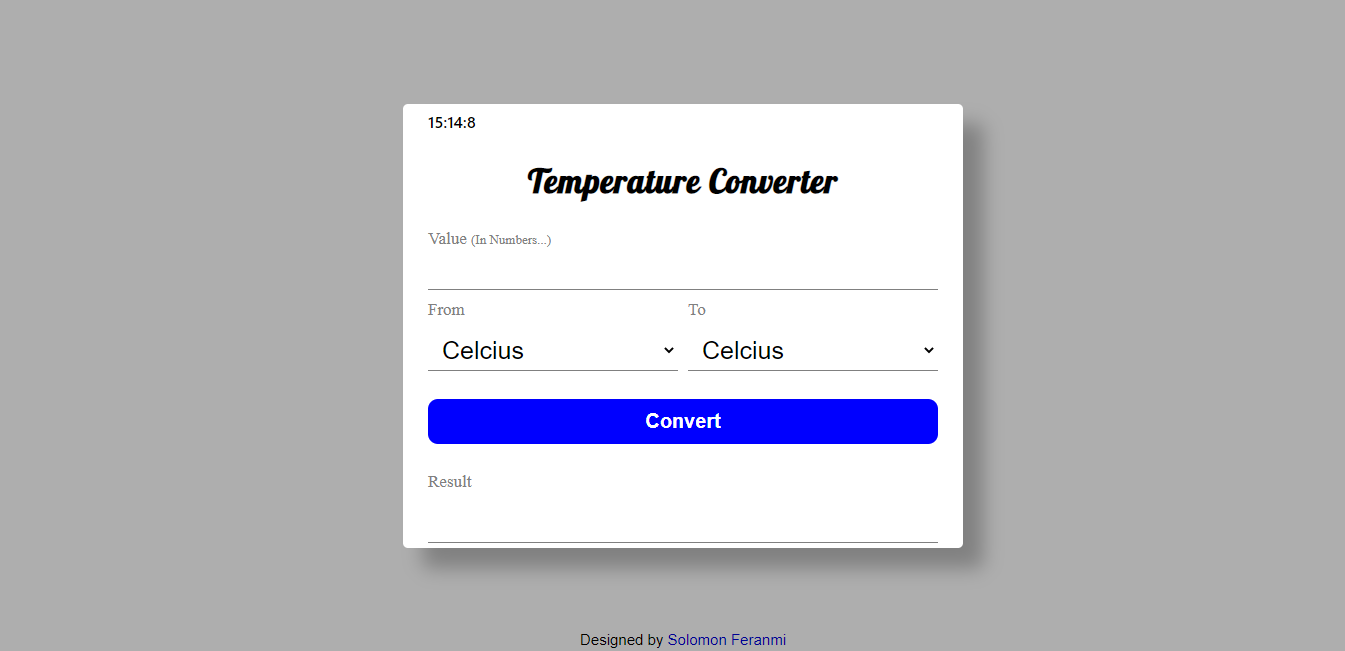 15:14:8
Temperature Converter
Value (In Numbers...)
From To
Celcius Celcius
Convert
Result
Designed by Solomon Feranmi